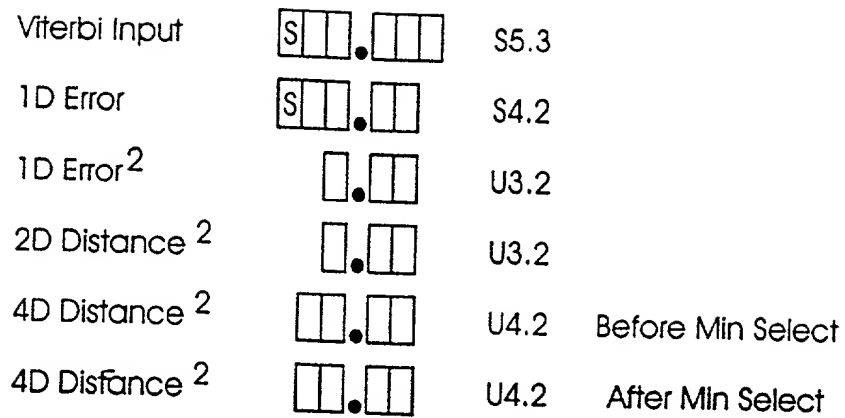 Viterbi Input S S5.3
1D Error S S4.2
1D Error2 U3.2
2D Distance 2 U3.2
4D Distance 2 U4.2 Before Min Select
4D Distance 2 U4.2 After Min Select